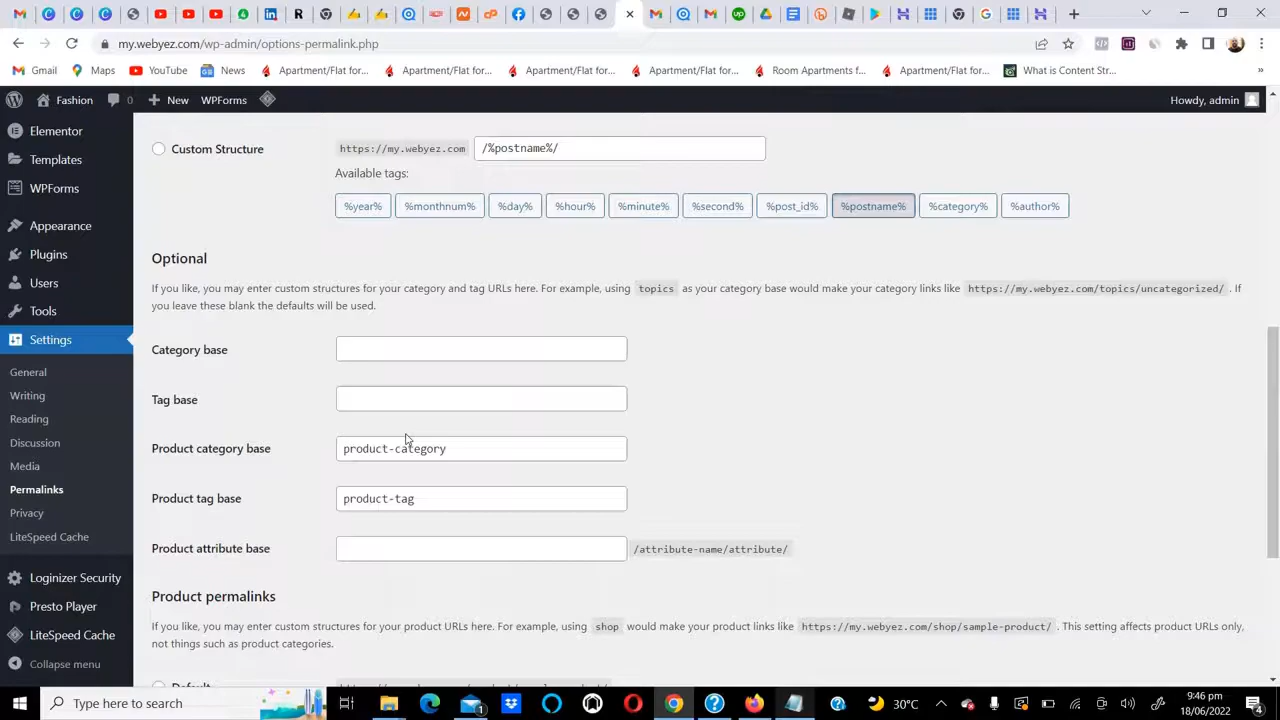 my.webyez.com/wp-admin/options-permalink.php
Gmail
Maps
YouTube
News
Apartment/Flat for...
Apartment/Flat for...
Apartment/Flat for...
Apartment/Flat for...
Room Apartments f...
Apartment/Flat for...
What is Content Str...
»
Fashion
0
New
WPForms
Howdy, admin
Elementor
Templates
WPForms
Appearance
Plugins
Users
Tools
Settings
General
Writing
Reading
Discussion
Media
Permalinks
Privacy
LiteSpeed Cache
Loginizer Security
Presto Player
LiteSpeed Cache
Collapse menu
Custom Structure
https://my.webyez.com
/%postname%/
Available tags:
%year%
%monthnum%
%day%
%hour%
%minute%
%second%
%post_id%
%postname%
%category%
%author%
Optional
If you like, you may enter custom structures for your category and tag URLs here. For example, using topics as your category base would make your category links like https://my.webyez.com/topics/uncategorized/ . If
you leave these blank the defaults will be used.
Category base
Tag base
Product category base
product-category
Product tag base
product-tag
Product attribute base
/attribute-name/attribute/
Product permalinks
If you like, you may enter custom structures for your product URLs here. For example, using shop would make your product links like https://my.webyez.com/shop/sample-product/ . This setting affects product URLs only,
not things such as product categories.
Default
Type here to search
1
30°C
9:46 pm
18/06/2022
4